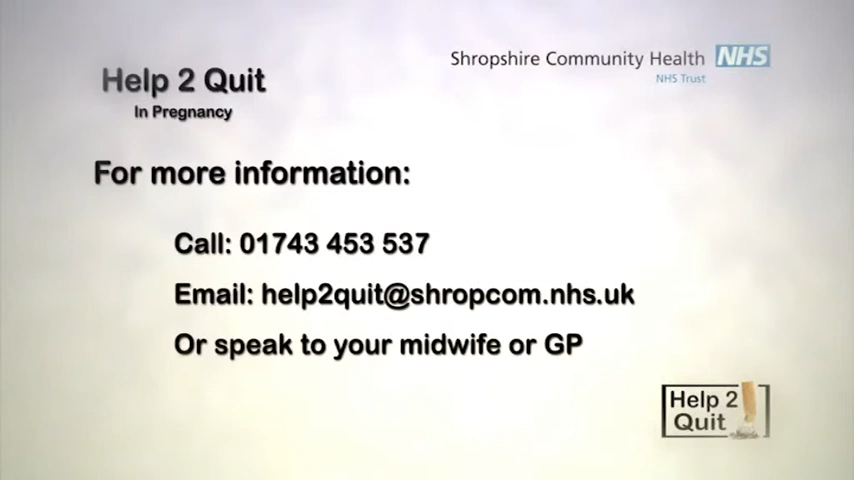 Shropshire Community Health NHS
NHS Trust
Help 2 Quit
In Pregnancy
For more information:
Call: 01743 453 537
Email: help2quit@shropcom.nhs.uk
Or speak to your midwife or GP
Help 2
Quit